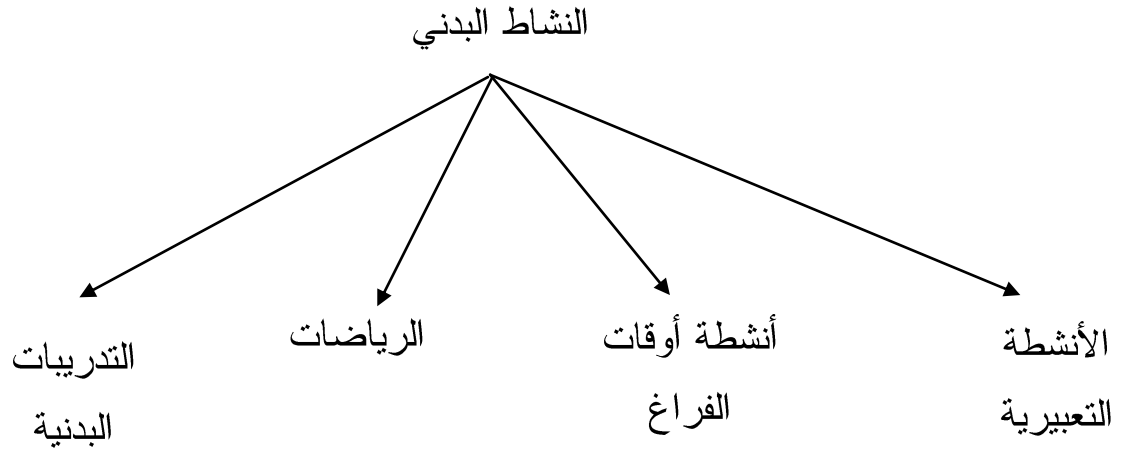 النشاط البدني
الأنشطة
التعبيرية
أنشطة أوقات
الفراغ
الرياضات
التدريبات
البدنية